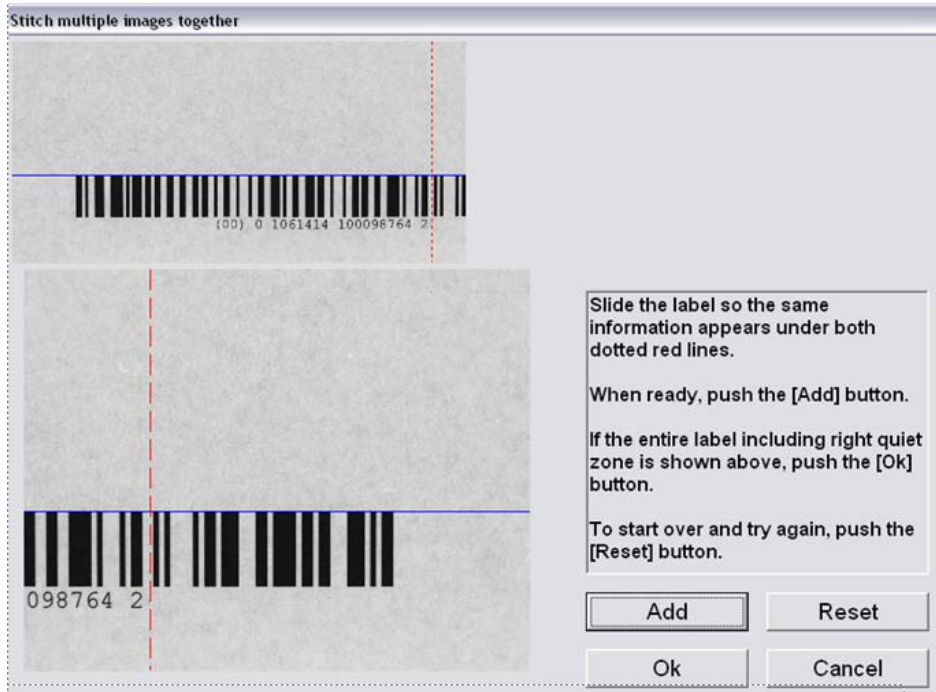 Stitch multiple images together
(00) 0 1061414 100098764 2
098764 2
Slide the label so the same
information appears under both
dotted red lines.
When ready, push the [Add] button.
If the entire label including right quiet
zone is shown above, push the [Ok]
button.
To start over and try again, push the
[Reset] button.
Add
Reset
Ok
Cancel